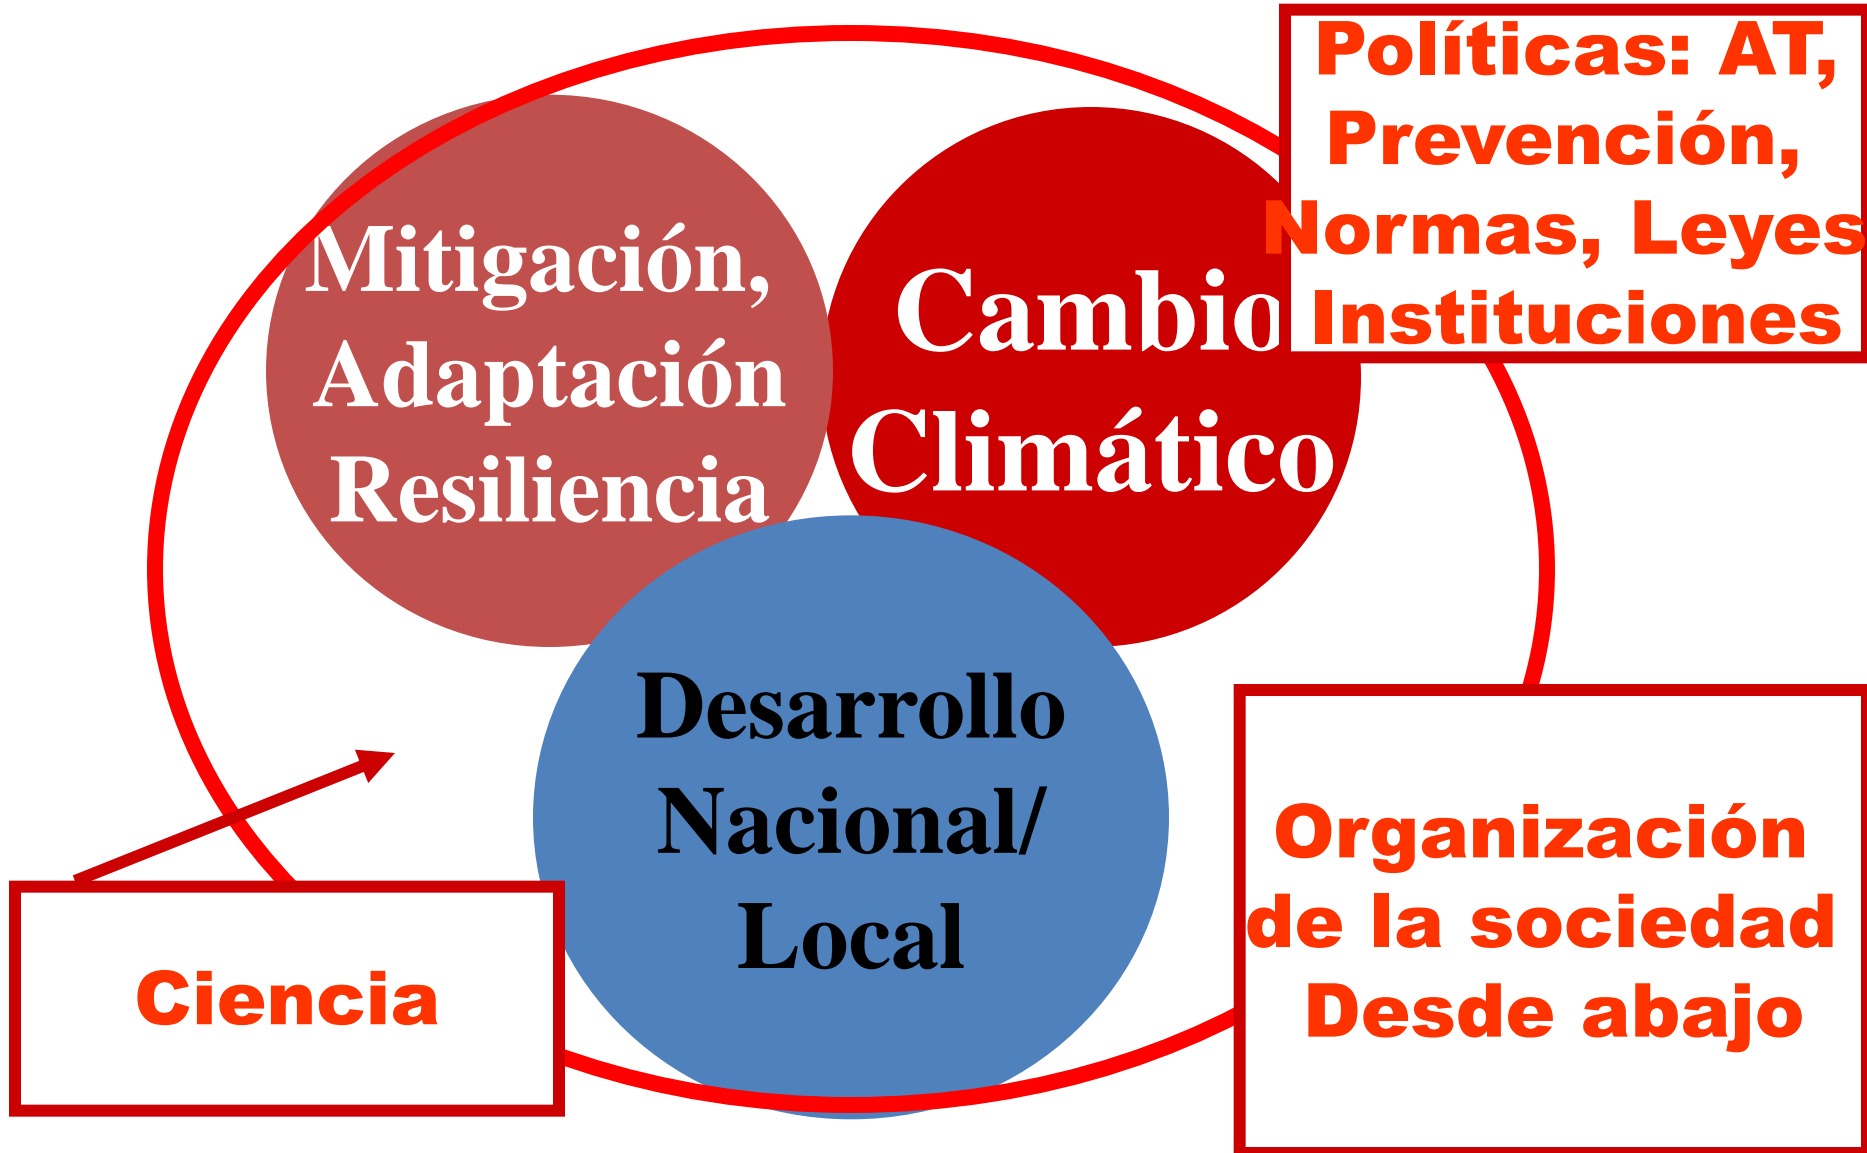 Políticas: AT,
Prevención,
Normas, Leyes
Instituciones
Mitigación,
Adaptación
Resiliencia
Cambio
Climático
Desarrollo
Nacional/
Local
Organización
de la sociedad
Desde abajo
Ciencia